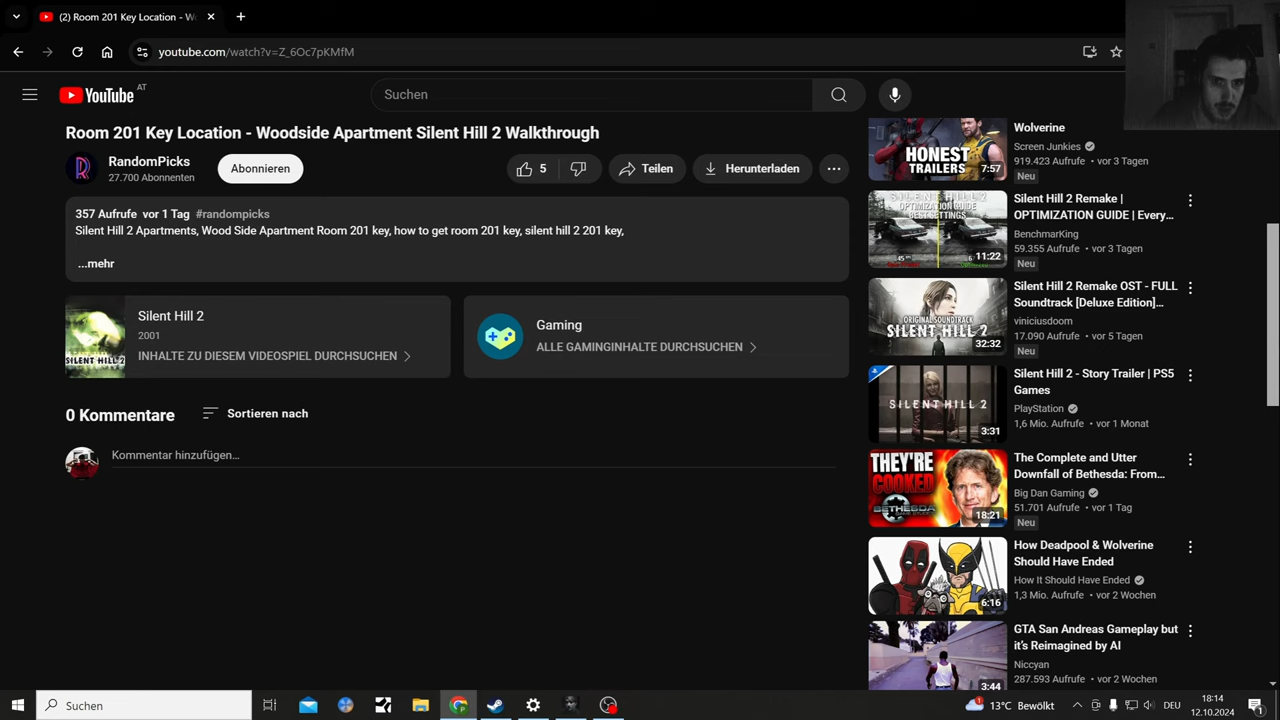 (2) Room 201 Key Location - Wo
youtube.com/watch?v=Z_6Oc7pKMfM
YouTube AT
Suchen
Room 201 Key Location - Woodside Apartment Silent Hill 2 Walkthrough
RandomPicks
27.700 Abonnenten
Abonnieren
5
Teilen
Herunterladen
357 Aufrufe vor 1 Tag #randompicks
Silent Hill 2 Apartments, Wood Side Apartment Room 201 key, how to get room 201 key, silent hill 2 201 key,
...mehr
Silent Hill 2
2001
INHALTE ZU DIESEM VIDEOSPIEL DURCHSUCHEN
SILENT HILL 2
Gaming
ALLE GAMINGINHALTE DURCHSUCHEN
0 Kommentare
Sortieren nach
Kommentar hinzufügen...
HONEST
TRAILERS
7:57
Wolverine
Screen Junkies
919.423 Aufrufe • vor 3 Tagen
Neu
SILENT HILL 2
OPTIMIZATION GUIDE
BEST SETTINGS
11:22
Silent Hill 2 Remake |
OPTIMIZATION GUIDE | Every...
BenchmarKing
59.355 Aufrufe • vor 3 Tagen
Neu
ORIGINAL SOUNDTRACK
SILENT HILL 2
32:32
Silent Hill 2 Remake OST - FULL
Soundtrack [Deluxe Edition]...
viniciusdoom
17.090 Aufrufe • vor 5 Tagen
Neu
SILENT HILL 2
3:31
Silent Hill 2 - Story Trailer | PS5
Games
PlayStation
1,6 Mio. Aufrufe • vor 1 Monat
THEY'RE
COOKED
BETHESDA
18:21
The Complete and Utter
Downfall of Bethesda: From...
Big Dan Gaming
51.701 Aufrufe • vor 1 Tag
Neu
6:16
How Deadpool & Wolverine
Should Have Ended
How It Should Have Ended
1,3 Mio. Aufrufe • vor 2 Wochen
3:44
GTA San Andreas Gameplay but
it's Reimagined by AI
Niccyan
287.593 Aufrufe • vor 2 Wochen
Suchen
13°C Bewölkt
DEU
18:14
12.10.2024